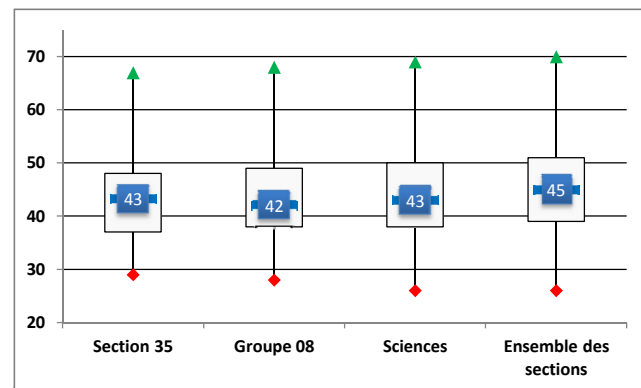 70
60
50
40
30
20
43
42
43
45
Section 35
Groupe 08
Sciences
Ensemble des
sections